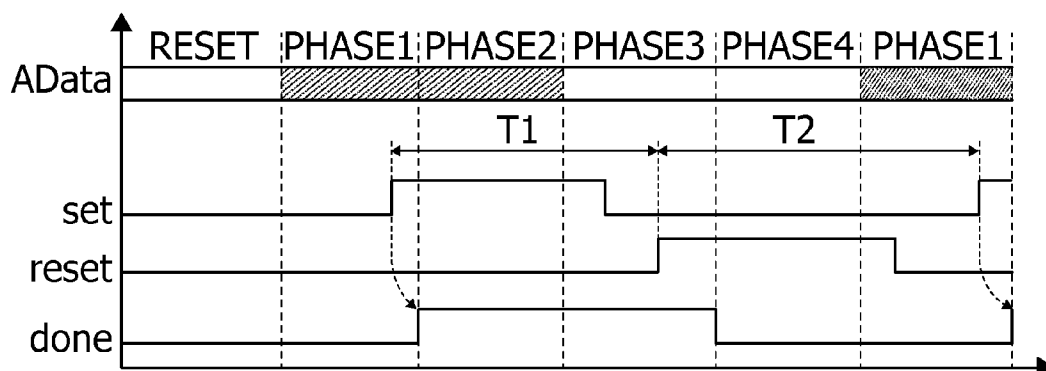 RESET PHASE1 PHASE2 PHASE3 PHASE4 PHASE1
AData
T1 T2
set
reset
done